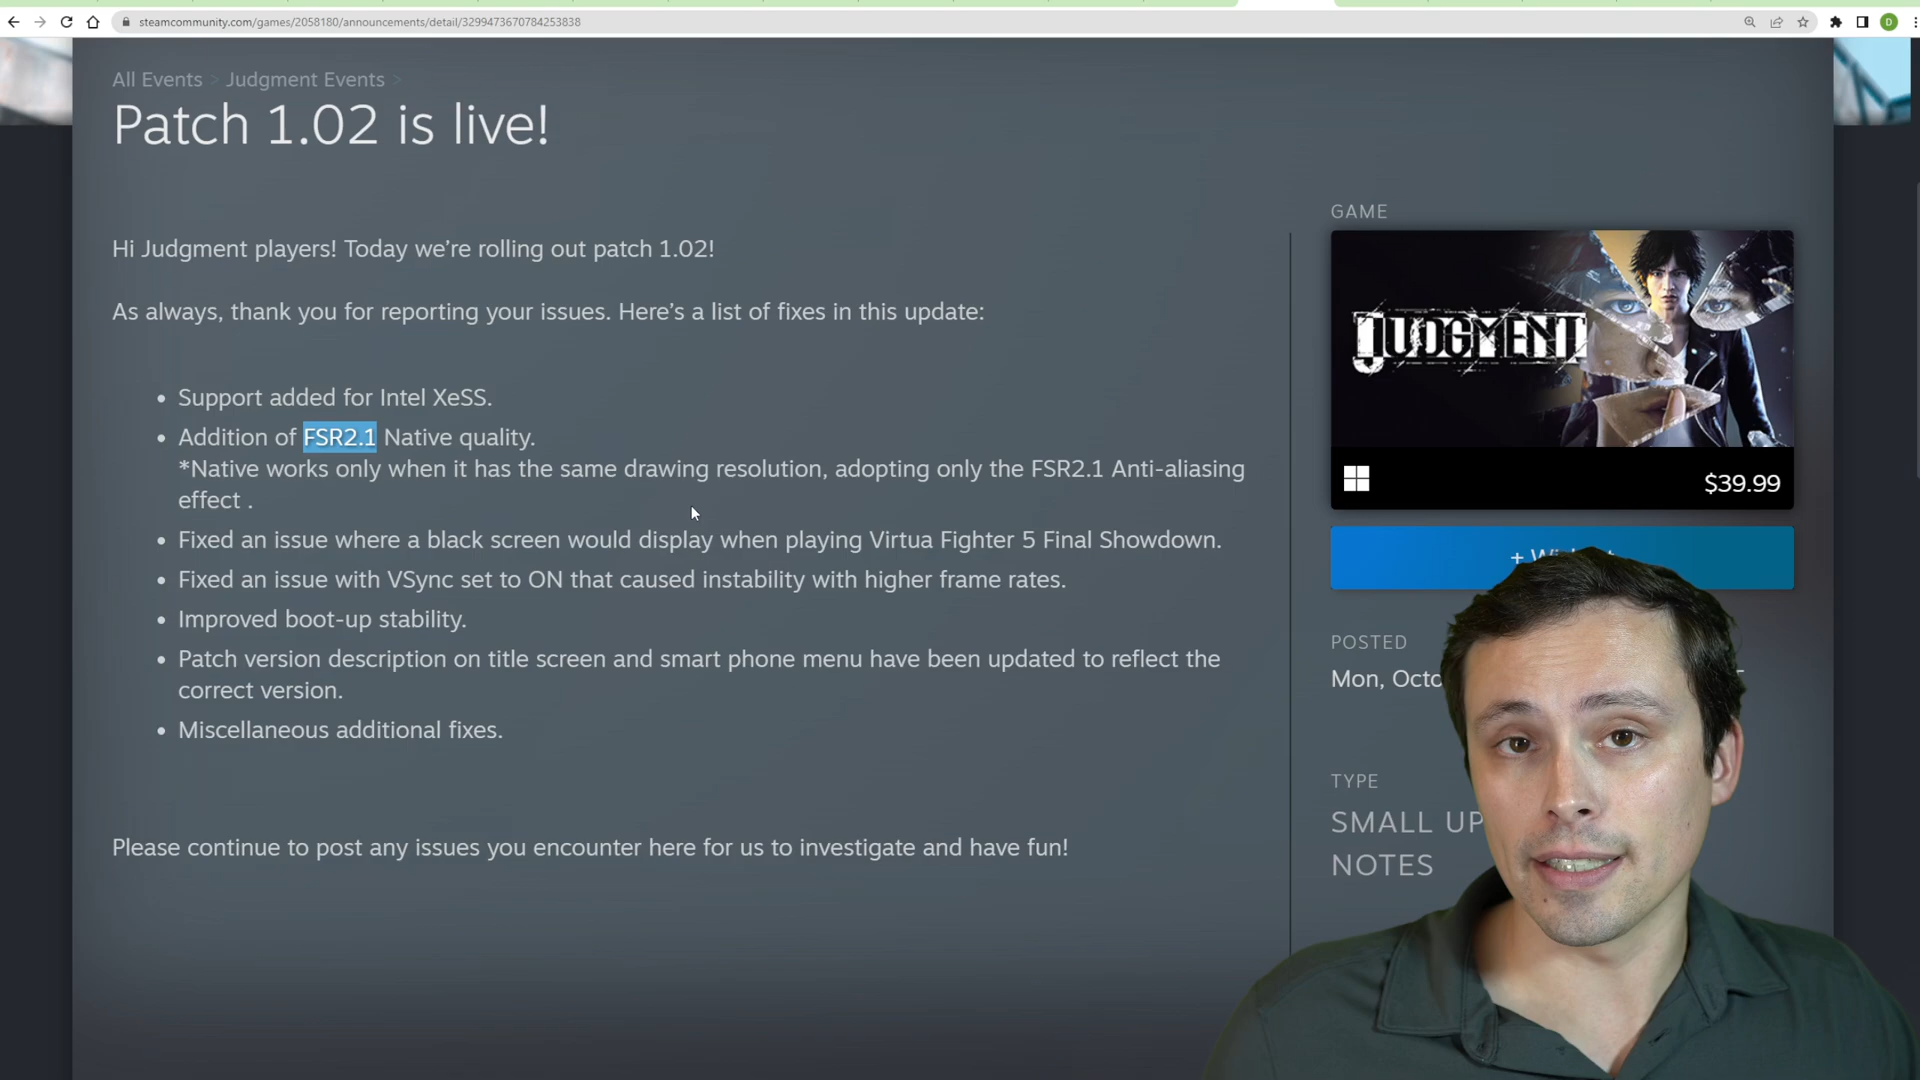 steamcommunity.com/games/2058180/announcements/detail/3299473670784253838
D
All Events > Judgment Events >
Patch 1.02 is live!
Hi Judgment players! Today we're rolling out patch 1.02!
As always, thank you for reporting your issues. Here's a list of fixes in this update:
• Support added for Intel XeSS.
• Addition of FSR2.1 Native quality.
*Native works only when it has the same drawing resolution, adopting only the FSR2.1 Anti-aliasing
effect .
• Fixed an issue where a black screen would display when playing Virtua Fighter 5 Final Showdown.
• Fixed an issue with VSync set to ON that caused instability with higher frame rates.
• Improved boot-up stability.
• Patch version description on title screen and smart phone menu have been updated to reflect the
correct version.
• Miscellaneous additional fixes.
Please continue to post any issues you encounter here for us to investigate and have fun!
GAME
JUDGMENT
$39.99
+
POSTED
Mon,
TYPE
SMALL
NOTES